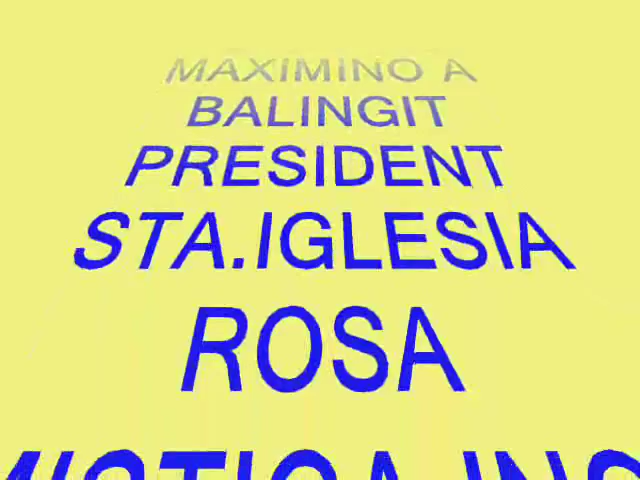 MAXIMINO A
BALINGIT
PRESIDENT
STA.IGLESIA
ROSA